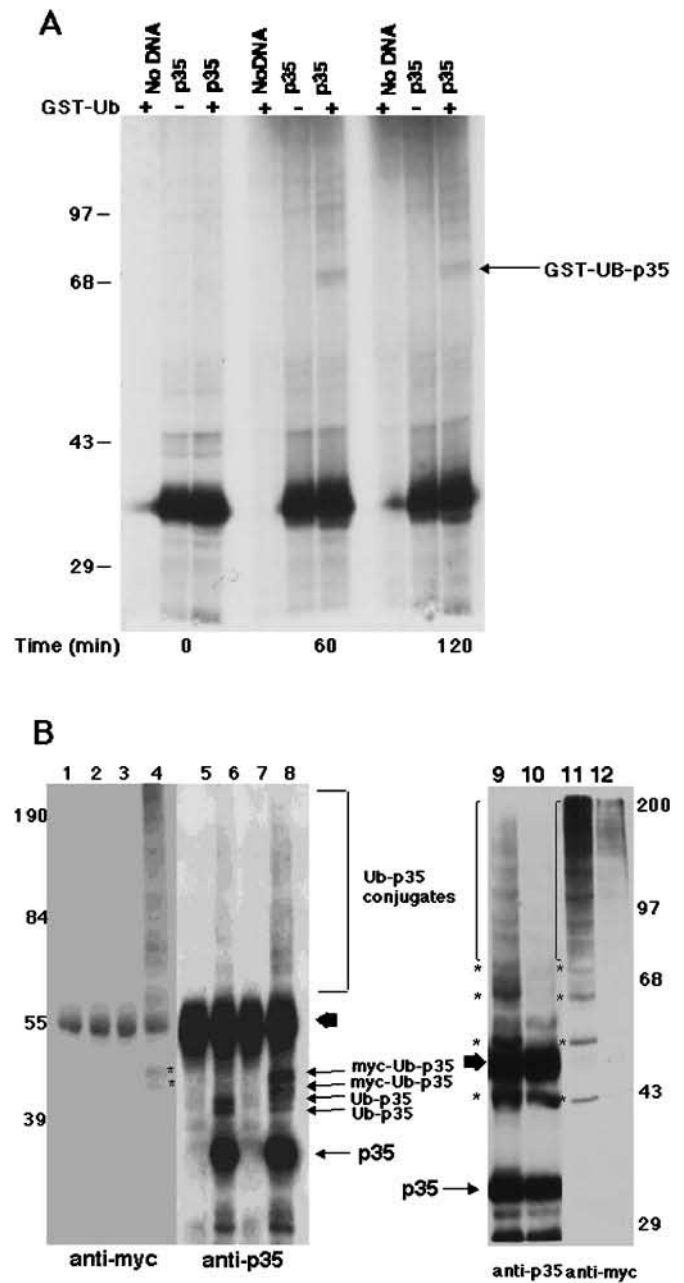 A
No DNA p35 p35 NoDNA p35 p35 No DNA p35 p35
GST-Ub + - + + - + + - +
97
68
GST-UB-p35
43
29
Time (min) 0 60 120
B
1 2 3 4 5 6 7 8
9 10 11 12
190
84
55
39
Ub-p35
conjugates
myc-Ub-p35
myc-Ub-p35
Ub-p35
Ub-p35
p35
* *
* * * *
* * * *
200
97
68
43
29
p35
anti-myc anti-p35
anti-p35 anti-myc